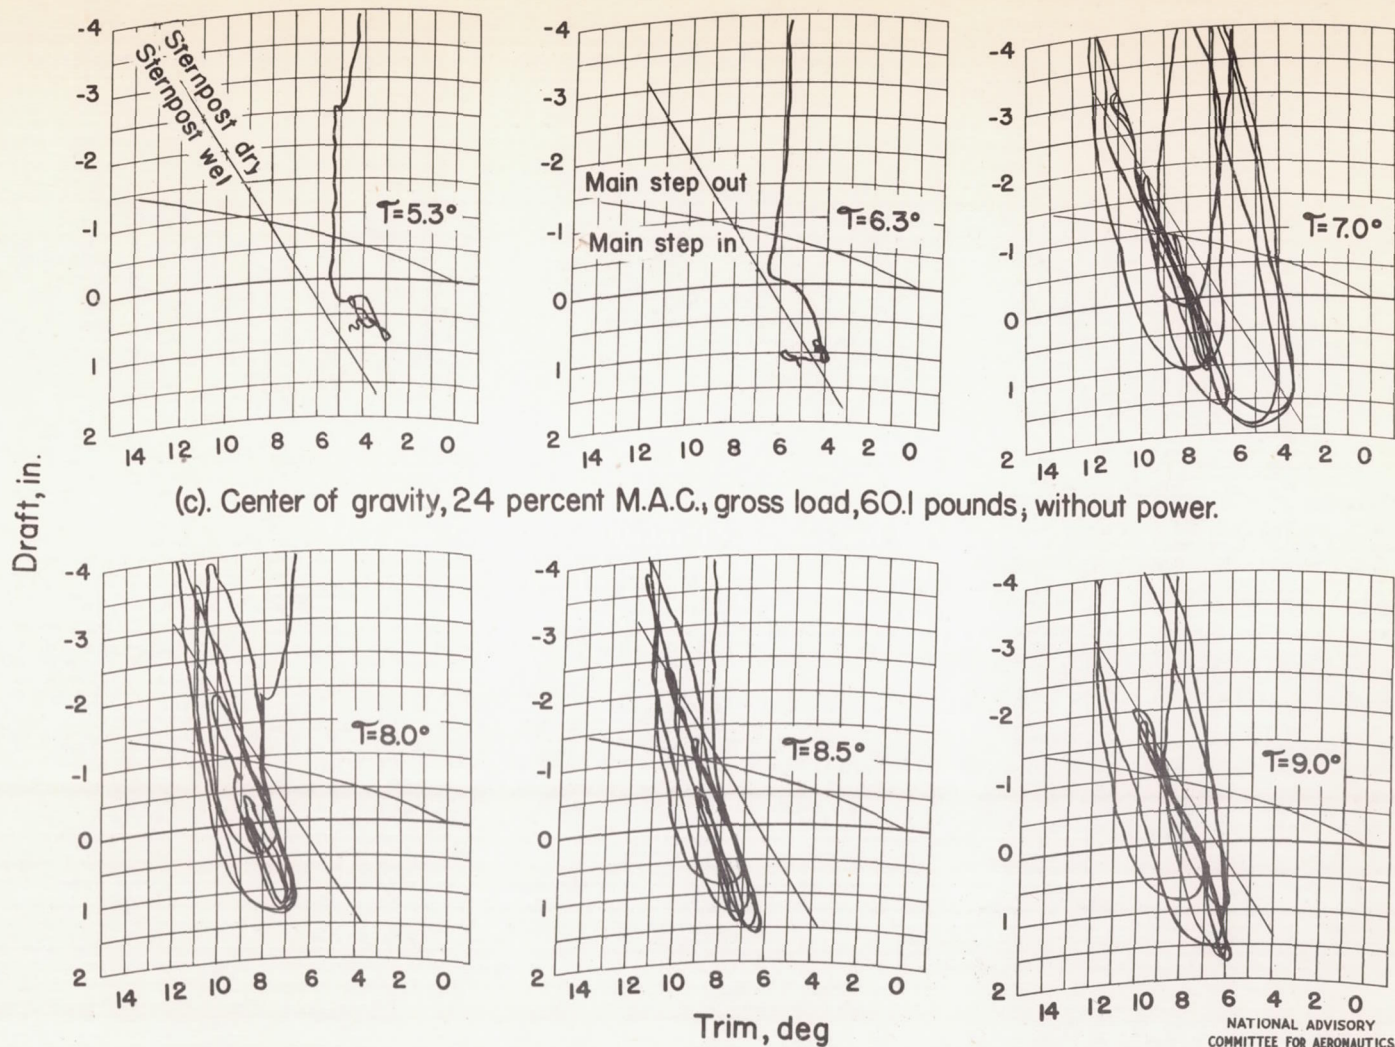 -4
-3
-2
-1
0
1
2
14 12 10 8 6 4 2 0
Sternpost dry
Sternpost wet
T=5.3°
-4
-3
-2
-1
0
1
2
14 12 10 8 6 4 2 0
Main step out
Main step in
T=6.3°
-4
-3
-2
-1
0
1
2
14 12 10 8 6 4 2 0
T=7.0°
Draft, in.
(c). Center of gravity, 24 percent M.A.C., gross load, 60.1 pounds; without power.
-4
-3
-2
-1
0
1
2
14 12 10 8 6 4 2 0
T=8.0°
-4
-3
-2
-1
0
1
2
14 12 10 8 6 4 2 0
T=8.5°
-4
-3
-2
-1
0
1
2
14 12 10 8 6 4 2 0
T=9.0°
Trim, deg
NATIONAL ADVISORY
COMMITTEE FOR AERONAUTICS